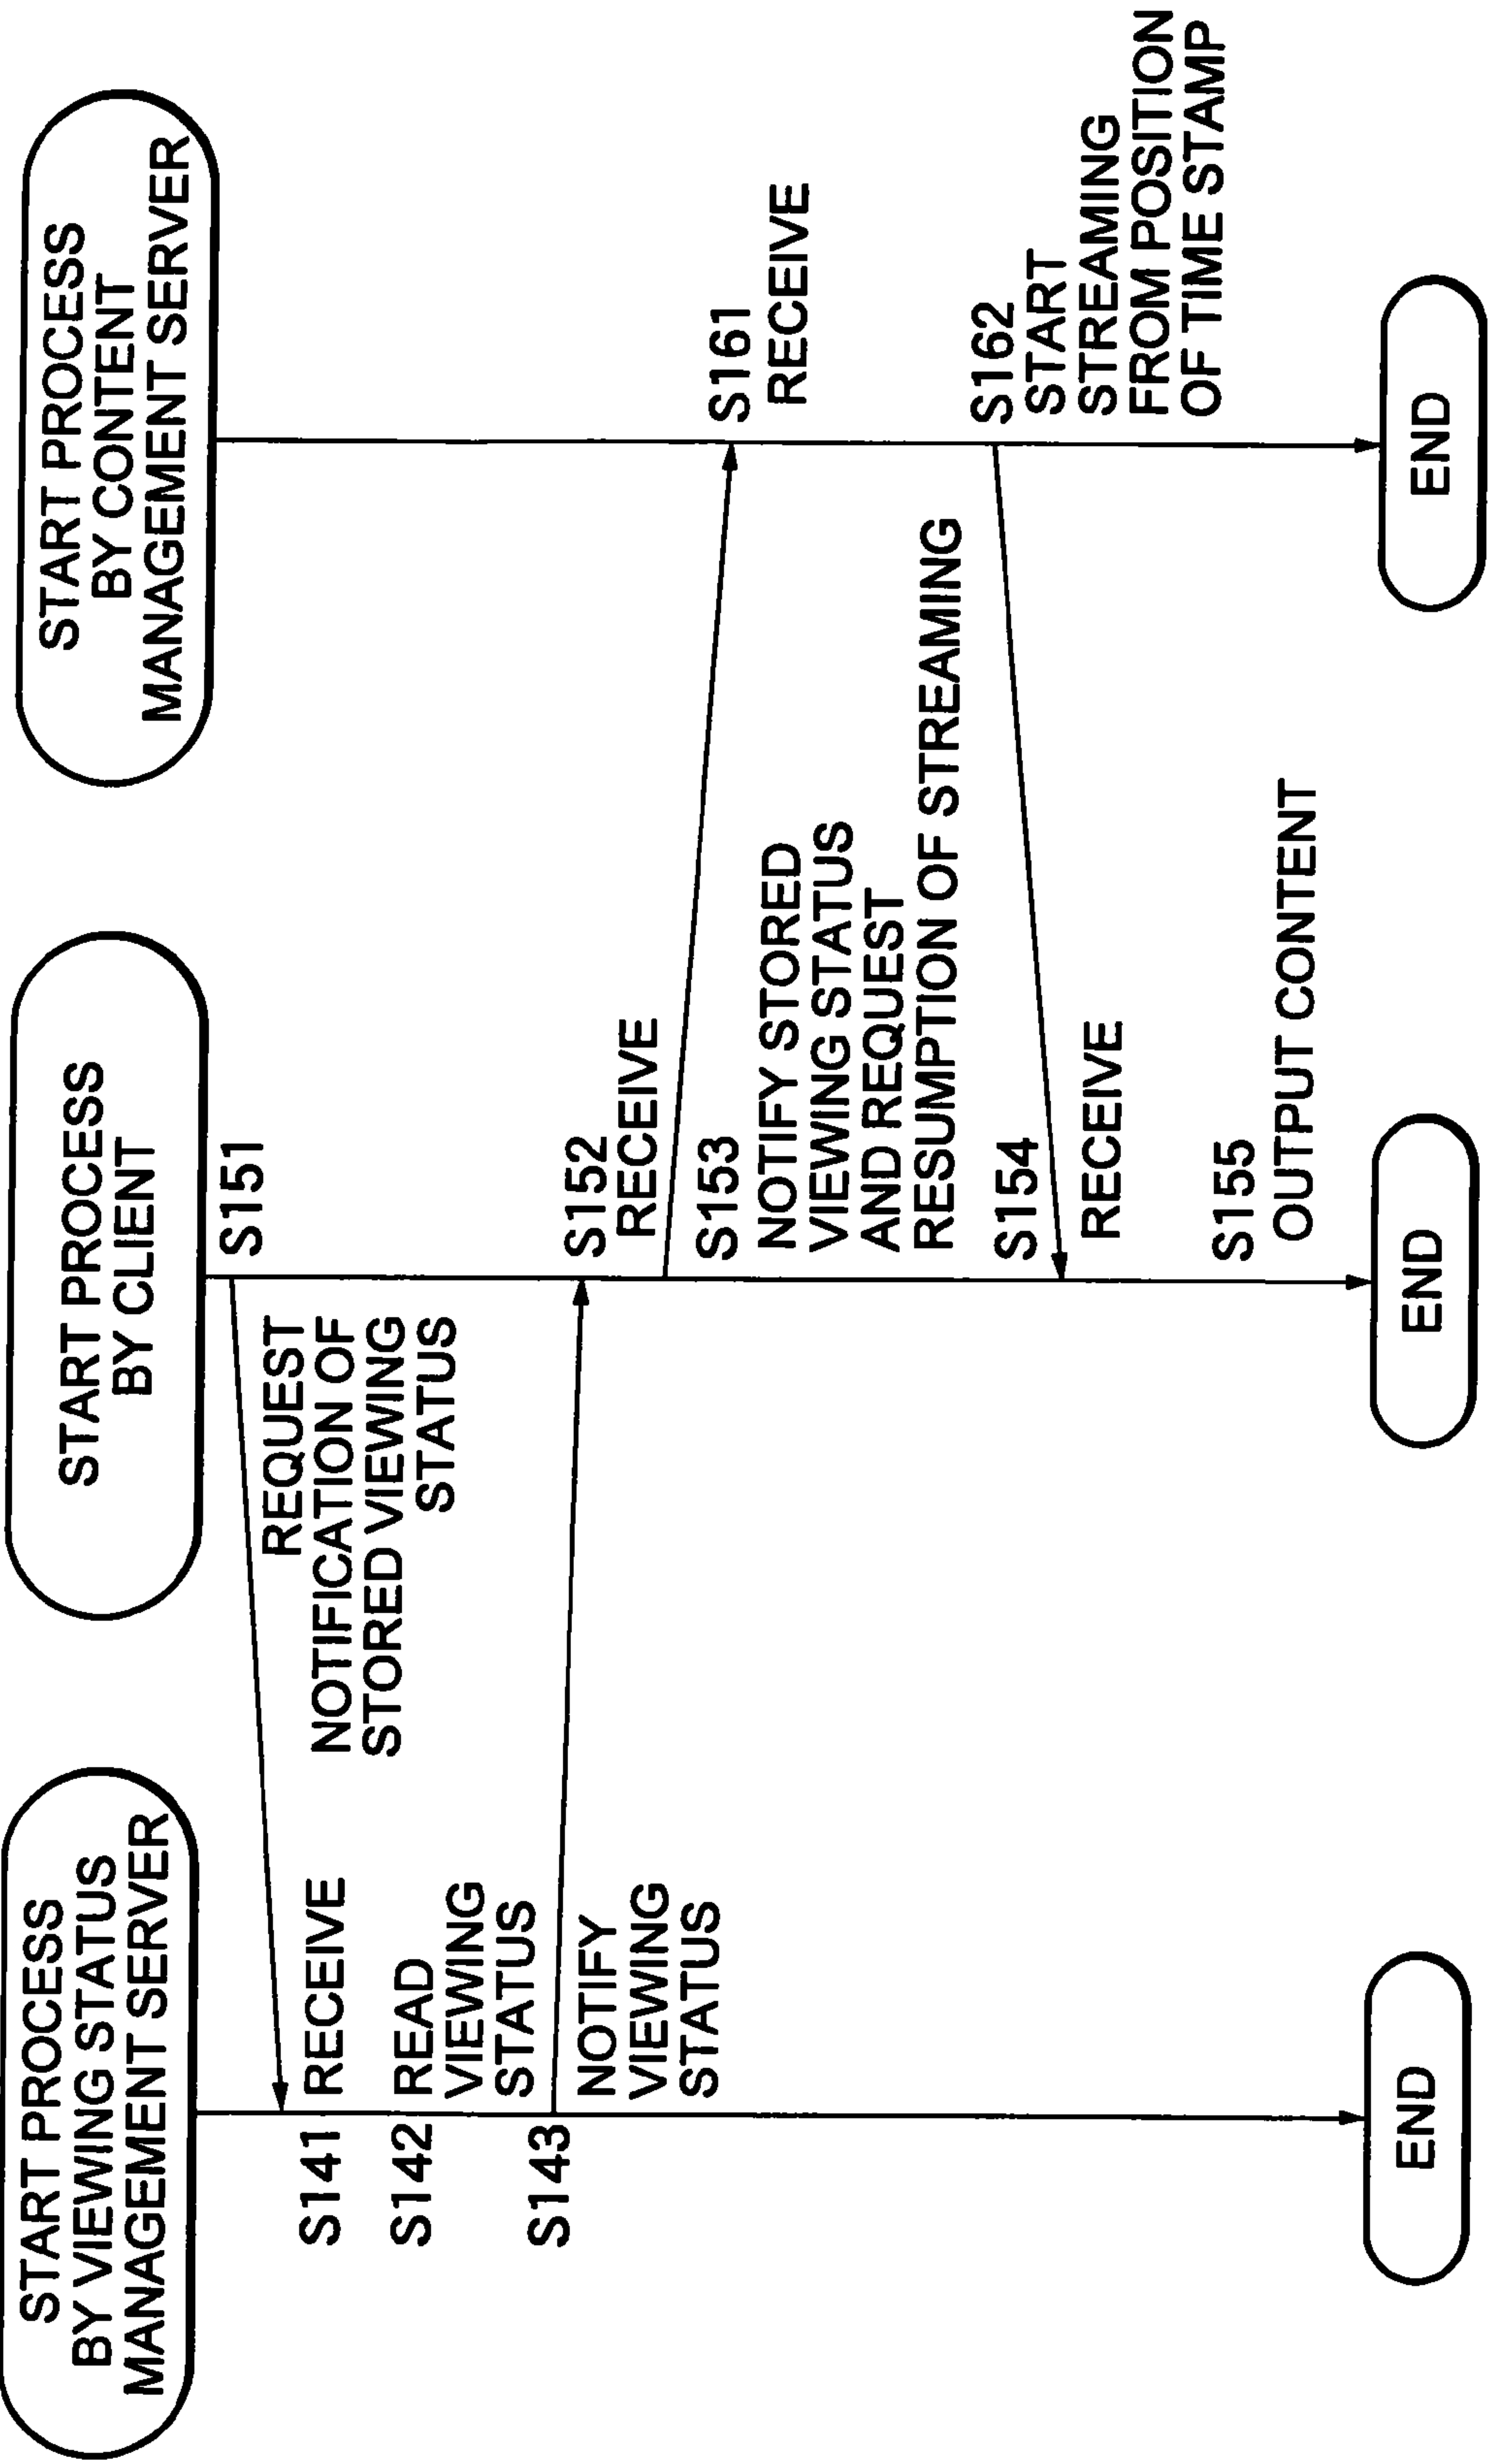 START PROCESS
BY VIEWING STATUS
MANAGEMENT SERVER
START PROCESS
BY CLIENT
START PROCESS
BY CONTENT
MANAGEMENT SERVER
S151
REQUEST
NOTIFICATION OF
STORED VIEWING
STATUS
S141
RECEIVE
S142
READ
VIEWING
STATUS
S143
NOTIFY
VIEWING
STATUS
S152
RECEIVE
S153
NOTIFY STORED
VIEWING STATUS
AND REQUEST
RESUMPTION OF STREAMING
S161
RECEIVE
S162
START
STREAMING
FROM POSITION
OF TIME STAMP
S154
RECEIVE
S155
OUTPUT CONTENT
END
END
END